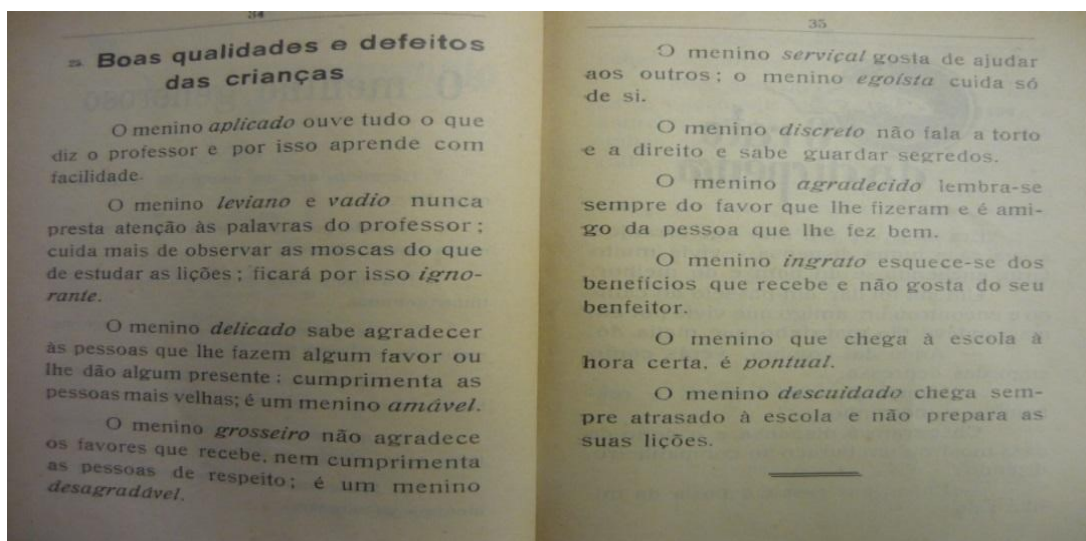 34
Boas qualidades e defeitos
das crianças
O menino aplicado ouve tudo o que
diz o professor e por isso aprende com
facilidade.
O menino leviano e vadio nunca
presta atenção às palavras do professor;
cuida mais de observar as moscas do que
de estudar as lições; ficará por isso igno-
rante.
O menino delicado sabe agradecer
às pessoas que lhe fazem algum favor ou
lhe dão algum presente; cumprimenta as
pessoas mais velhas; é um menino amável.
O menino grosseiro não agradece
os favores que recebe, nem cumprimenta
as pessoas de respeito; é um menino
desagradável.
35
O menino serviçal gosta de ajudar
aos outros; o menino egoísta cuida só
de si.
O menino discreto não fala a torto
e a direito e sabe guardar segredos.
O menino agradecido lembra-se
sempre do favor que lhe fizeram e é ami-
go da pessoa que lhe fez bem.
O menino ingrato esquece-se dos
benefícios que recebe e não gosta do seu
benfeitor.
O menino que chega à escola à
hora certa, é pontual.
O menino descuidado chega sem-
pre atrasado à escola e não prepara as
suas lições.